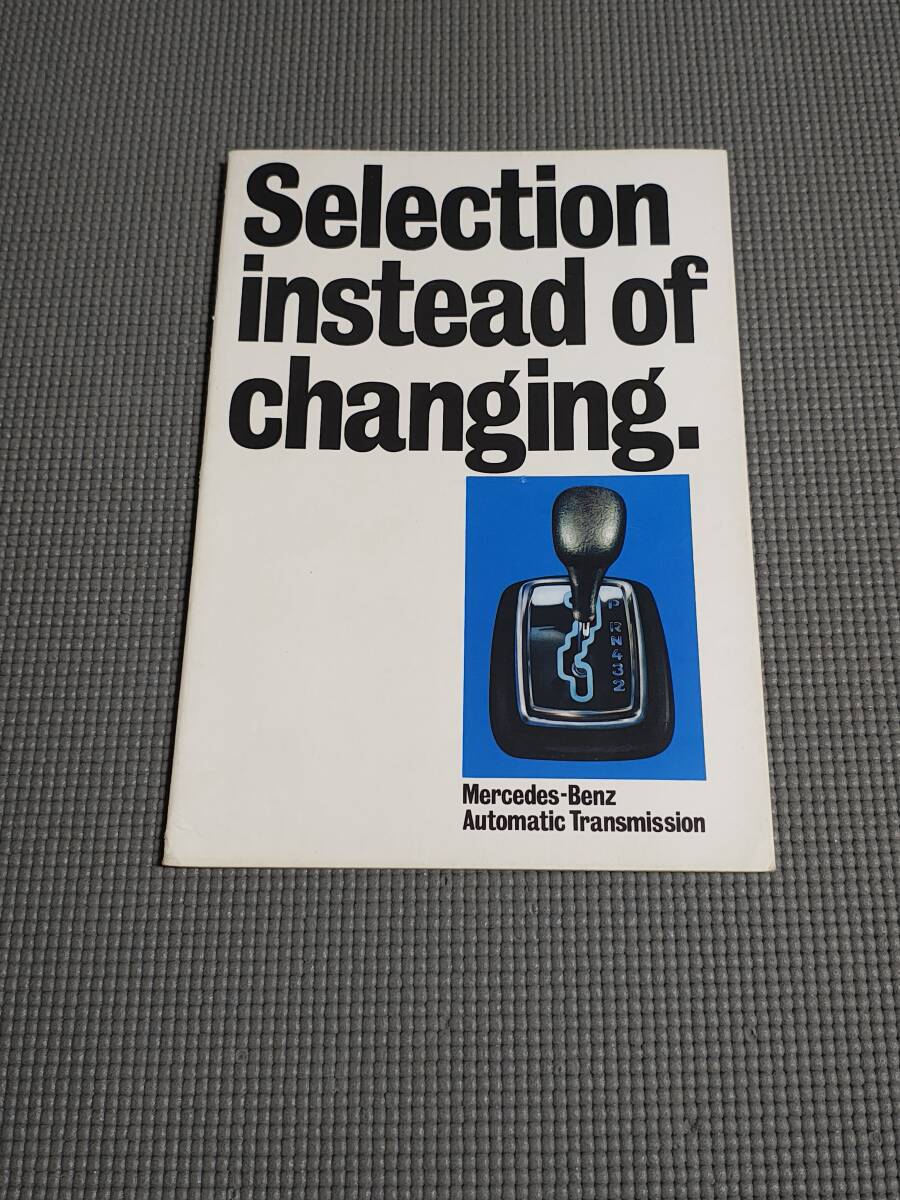 Selection
instead of
changing.
P
R
N
4
3
2
Mercedes-Benz
Automatic Transmission